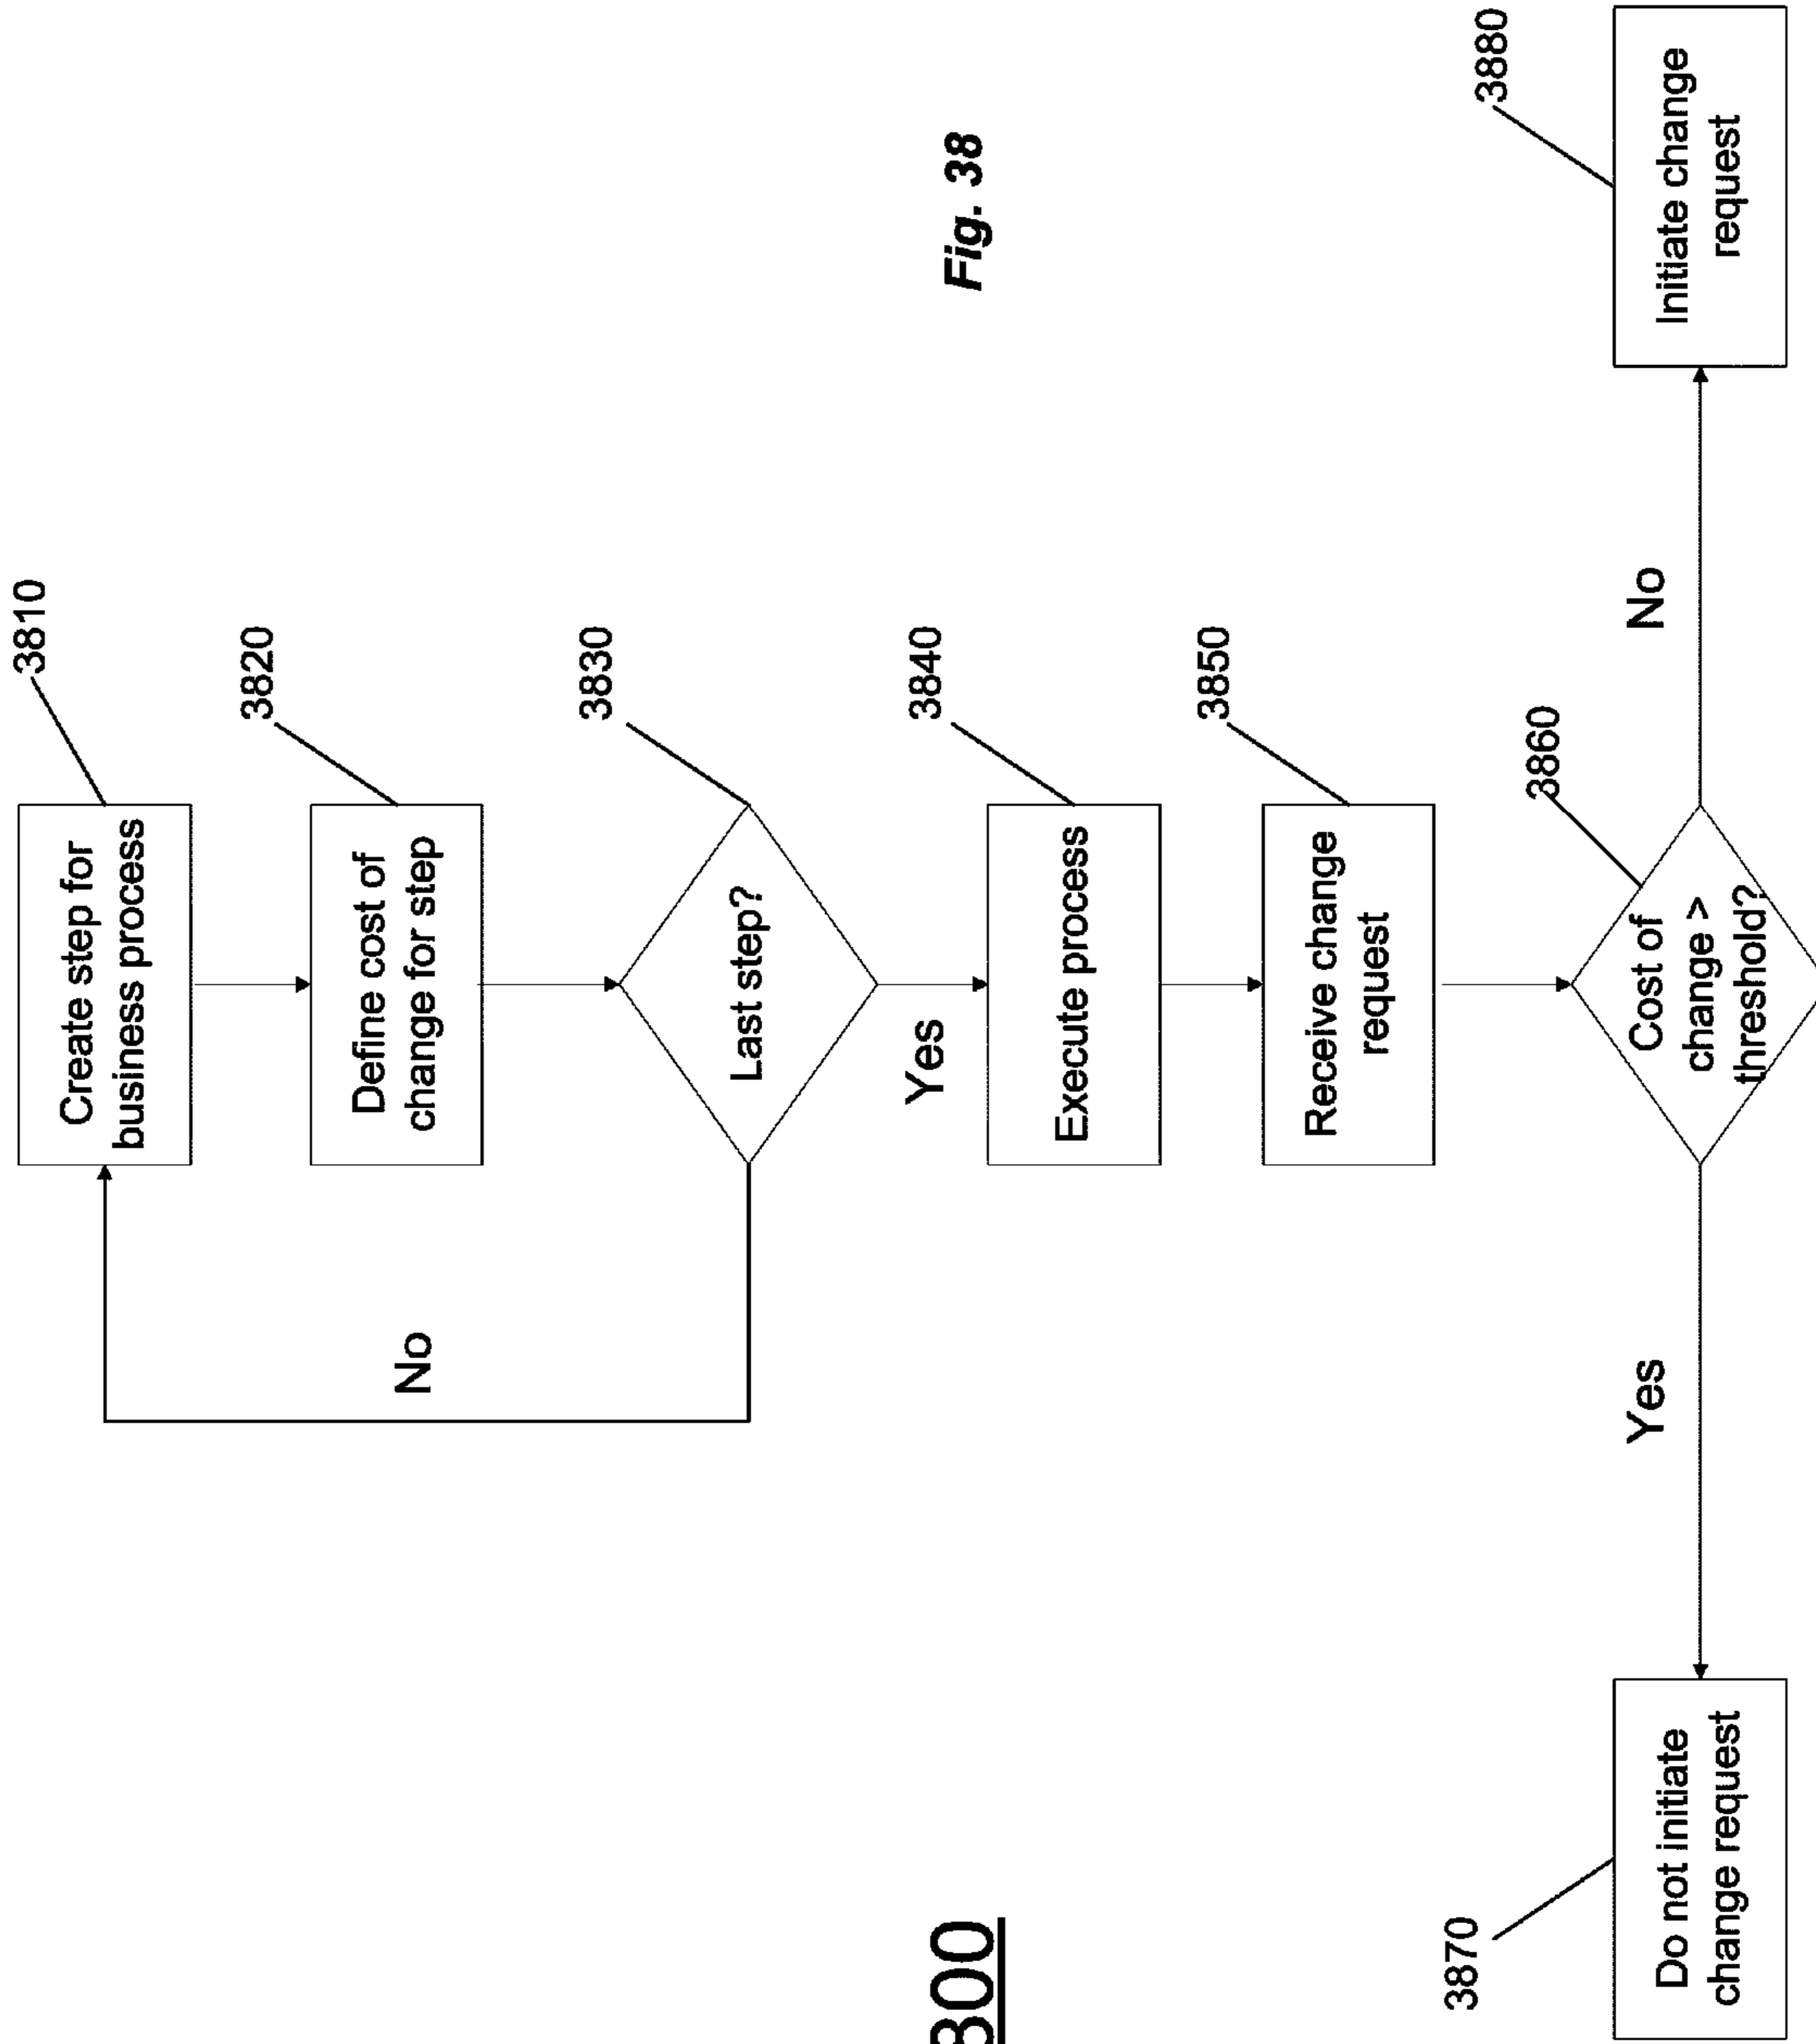 3810
Create step for
business process
3820
Define cost of
change for step
No
3830
Last step?
Yes
3840
Execute process
Fig. 38
3850
Receive change
request
3860
Cost of
change >
threshold?
Yes
No
3870
Do not initiate
change request
3880
Initiate change
request